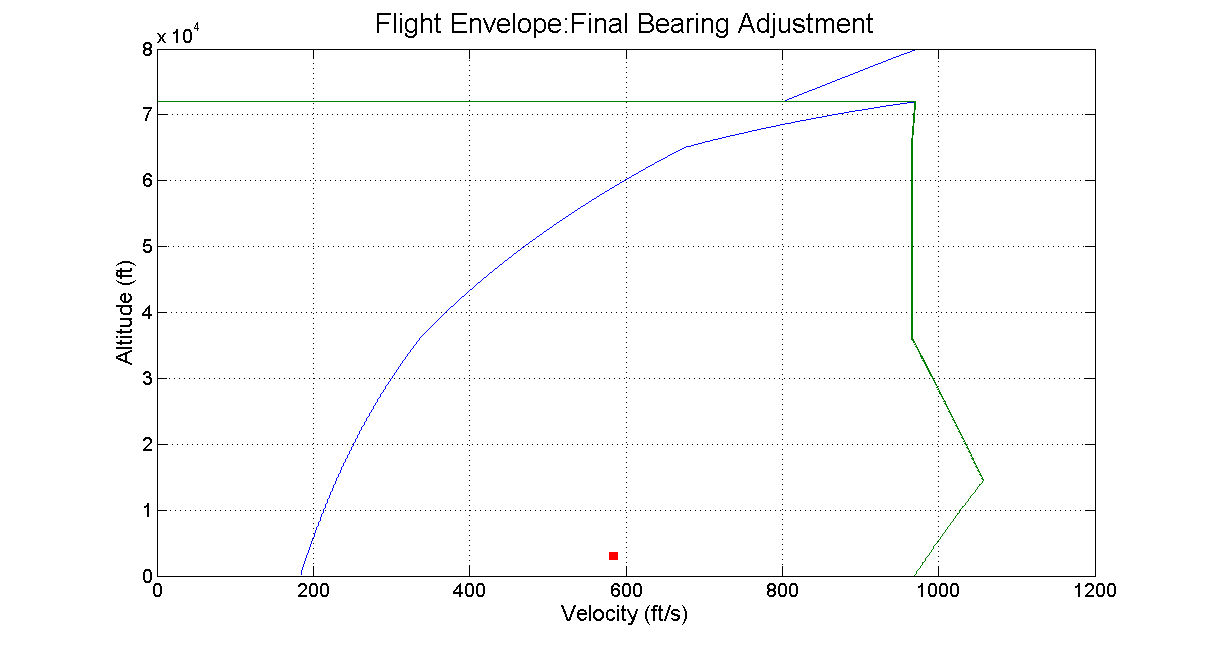 Flight Envelope:Final Bearing Adjustment
x 10^4
8
7
6
5
4
3
2
1
0
Altitude (ft)
0 200 400 600 800 1000 1200
Velocity (ft/s)